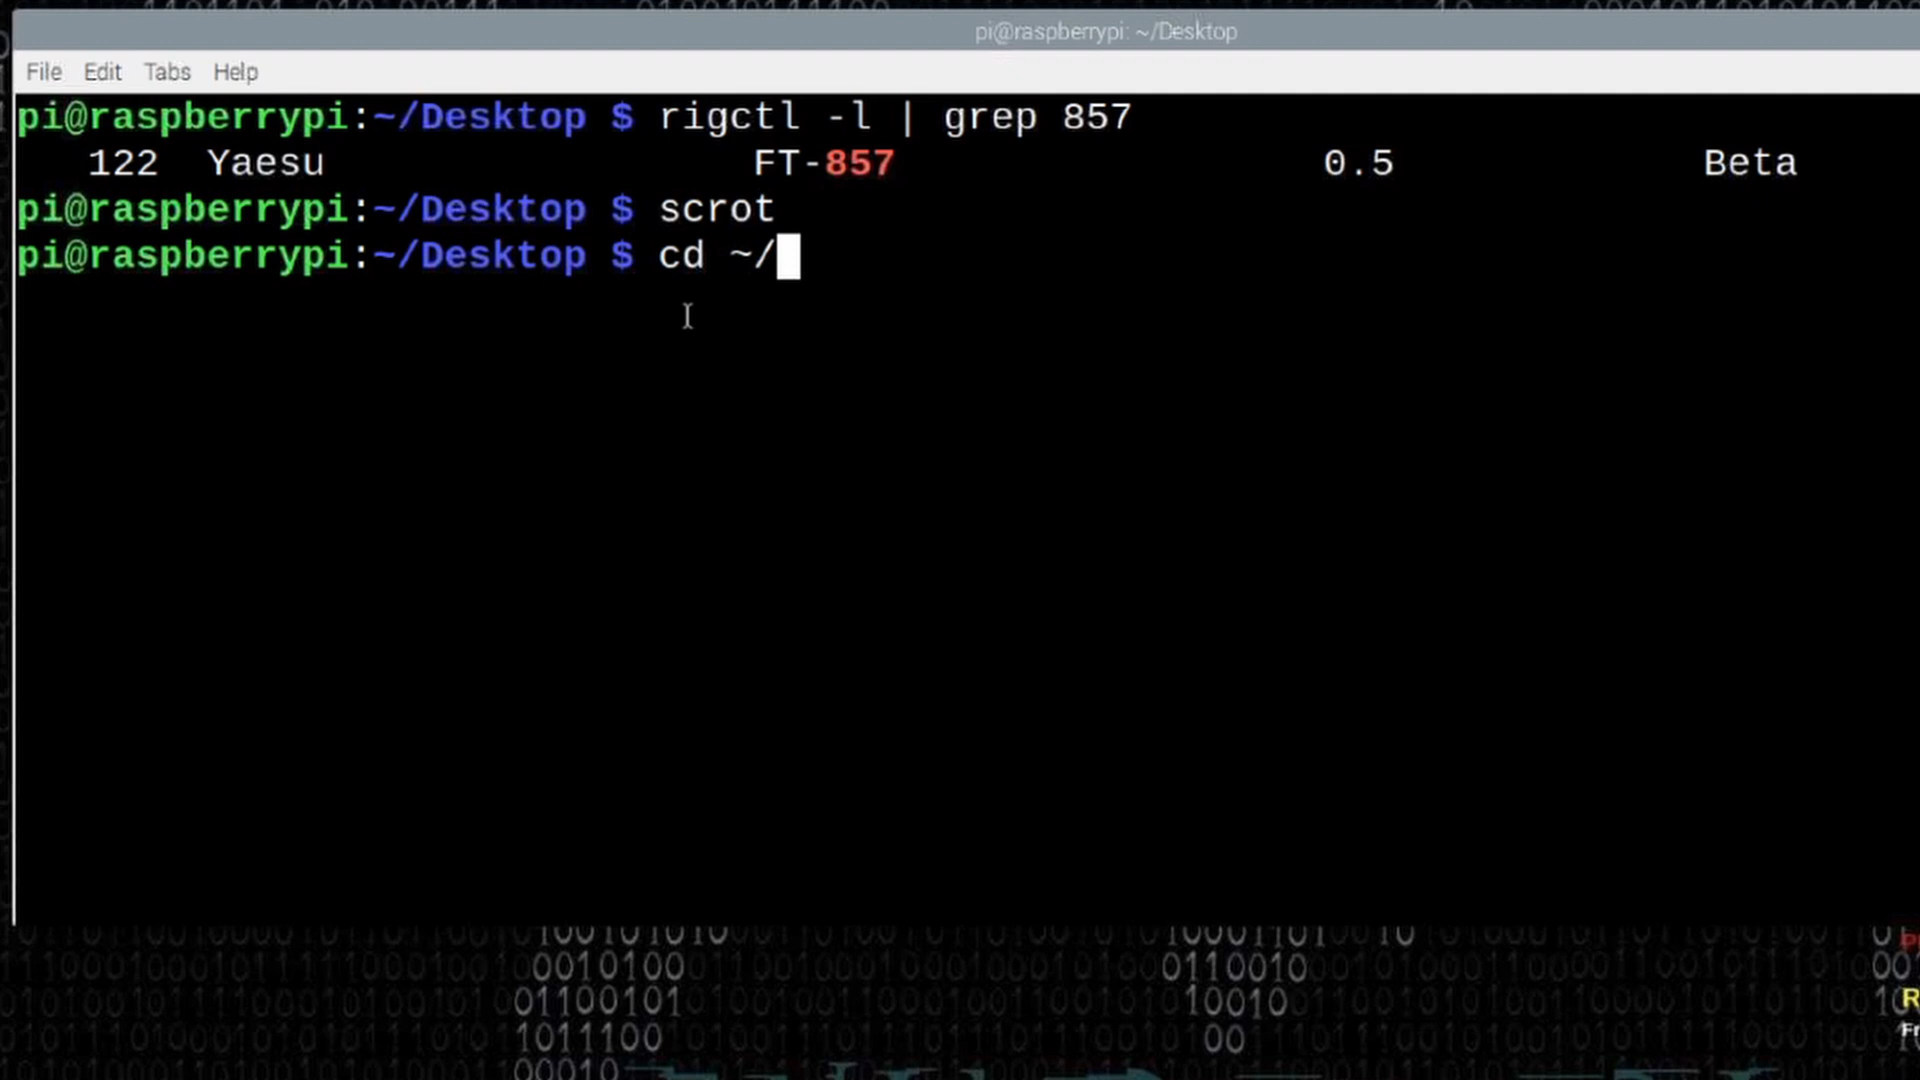 pi@raspberrypi: ~/Desktop
File Edit Tabs Help
pi@raspberrypi:~/Desktop $ rigctl -l | grep 857
122 Yaesu FT-857 0.5 Beta
pi@raspberrypi:~/Desktop $ scrot
pi@raspberrypi:~/Desktop $ cd ~/